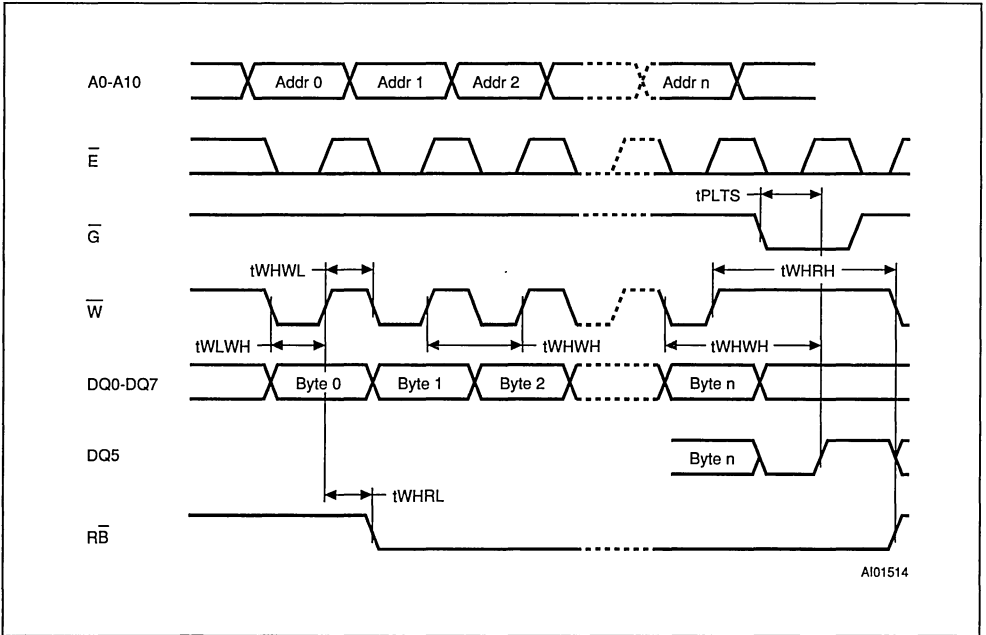 A0-A10 Addr 0 Addr 1 Addr 2 Addr n
E̅
tPLTS
G̅
tWHWL tWHRH
W̅
tWLWH tWHWH tWHWH
DQ0-DQ7 Byte 0 Byte 1 Byte 2 Byte n
DQ5 Byte n
tWHRL
RB̅
AI01514